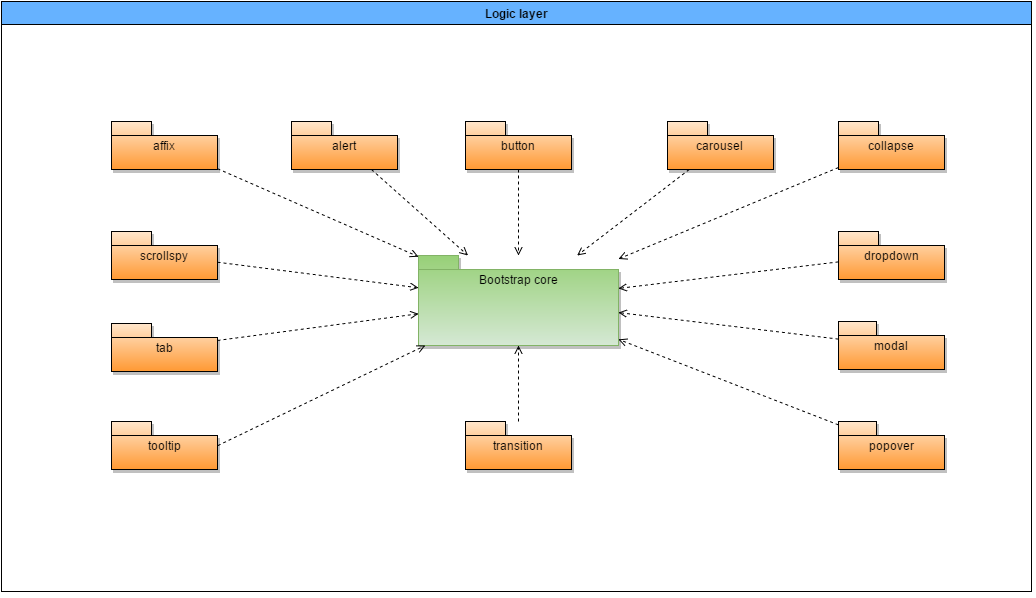 Logic layer
affix
alert
button
carousel
collapse
scrollspy
Bootstrap core
dropdown
tab
modal
tooltip
transition
popover